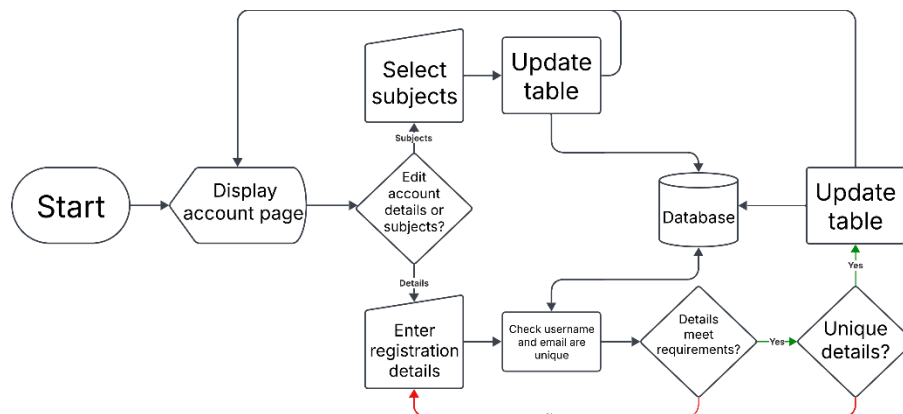 Select
subjects
Update
table
Subjects
Start
Display
account page
Edit
account
details or
subjects?
Database
Update
table
Details
Yes
Enter
registration
details
Check username
and email are
unique
Details
meet
requirements?
Yes
Unique
details?